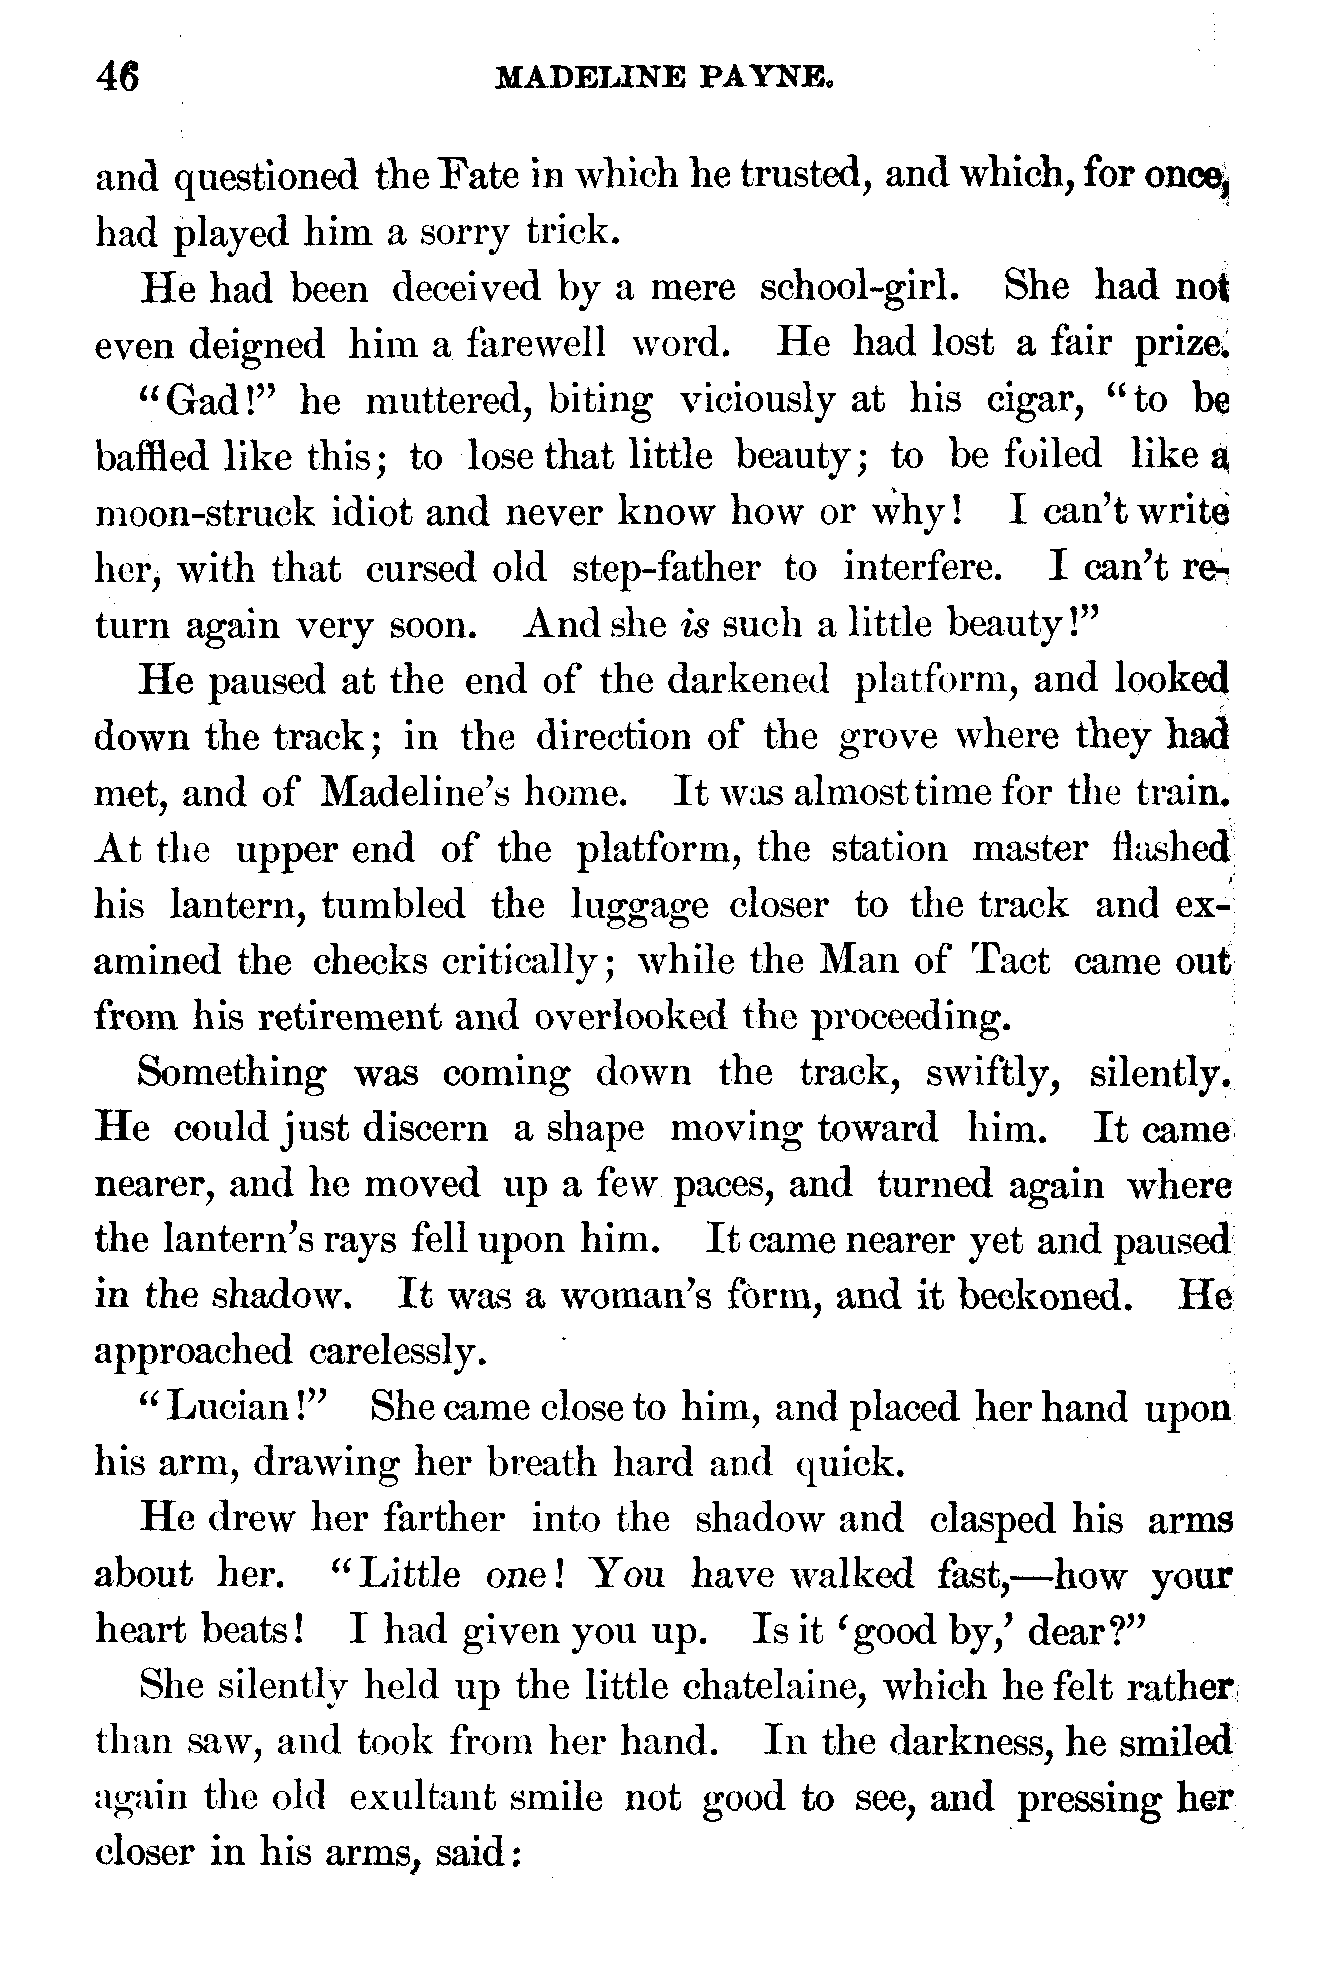 46 MADELINE PAYNE.
and questioned the Fate in which he trusted, and which, for once,
had played him a sorry trick.
He had been deceived by a mere school-girl. She had not
even deigned him a farewell word. He had lost a fair prize.
"Gad!" he muttered, biting viciously at his cigar, "to be
baffled like this; to lose that little beauty; to be foiled like a
moon-struck idiot and never know how or why! I can't write
her, with that cursed old step-father to interfere. I can't re-
turn again very soon. And she is such a little beauty!"
He paused at the end of the darkened platform, and looked
down the track; in the direction of the grove where they had
met, and of Madeline's home. It was almost time for the train.
At the upper end of the platform, the station master flashed
his lantern, tumbled the luggage closer to the track and ex-
amined the checks critically; while the Man of Tact came out
from his retirement and overlooked the proceeding.
Something was coming down the track, swiftly, silently.
He could just discern a shape moving toward him. It came
nearer, and he moved up a few paces, and turned again where
the lantern's rays fell upon him. It came nearer yet and paused
in the shadow. It was a woman's form, and it beckoned. He
approached carelessly.
"Lucian!" She came close to him, and placed her hand upon
his arm, drawing her breath hard and quick.
He drew her farther into the shadow and clasped his arms
about her. "Little one! You have walked fast,—how your
heart beats! I had given you up. Is it 'good by,' dear?"
She silently held up the little chatelaine, which he felt rather
than saw, and took from her hand. In the darkness, he smiled
again the old exultant smile not good to see, and pressing her
closer in his arms, said: